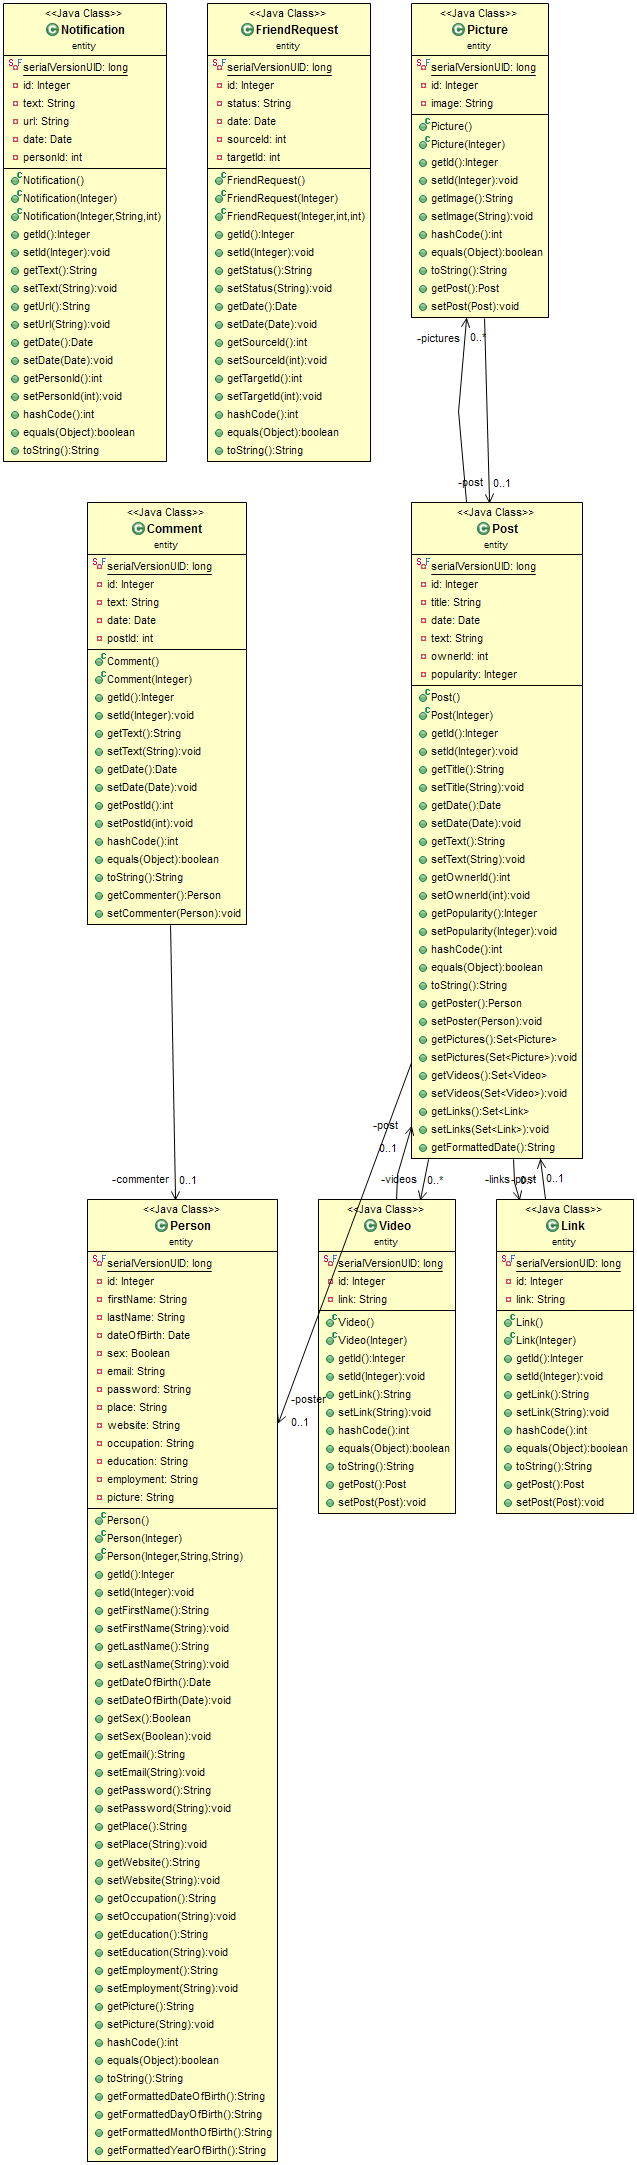 <<Java Class>>
Notification
entity
serialVersionUID: long
id: Integer
text: String
url: String
date: Date
personId: int
Notification()
Notification(Integer)
Notification(Integer,String,int)
getId():Integer
setId(Integer):void
getText():String
setText(String):void
getUrl():String
setUrl(String):void
getDate():Date
setDate(Date):void
getPersonId():int
setPersonId(int):void
hashCode():int
equals(Object):boolean
toString():String
<<Java Class>>
FriendRequest
entity
serialVersionUID: long
id: Integer
status: String
date: Date
sourceId: int
targetId: int
FriendRequest()
FriendRequest(Integer)
FriendRequest(Integer,int,int)
getId():Integer
setId(Integer):void
getStatus():String
setStatus(String):void
getDate():Date
setDate(Date):void
getSourceId():int
setSourceId(int):void
getTargetId():int
setTargetId(int):void
hashCode():int
equals(Object):boolean
toString():String
<<Java Class>>
Picture
entity
serialVersionUID: long
id: Integer
image: String
Picture()
Picture(Integer)
getId():Integer
setId(Integer):void
getImage():String
setImage(String):void
hashCode():int
equals(Object):boolean
toString():String
getPost():Post
setPost(Post):void
-pictures
0..*
-post
0..1
<<Java Class>>
Comment
entity
serialVersionUID: long
id: Integer
text: String
date: Date
postId: int
Comment()
Comment(Integer)
getId():Integer
setId(Integer):void
getText():String
setText(String):void
getDate():Date
setDate(Date):void
getPostId():int
setPostId(int):void
hashCode():int
equals(Object):boolean
toString():String
getCommenter():Person
setCommenter(Person):void
<<Java Class>>
Post
entity
serialVersionUID: long
id: Integer
title: String
date: Date
text: String
ownerId: int
popularity: Integer
Post()
Post(Integer)
getId():Integer
setId(Integer):void
getTitle():String
setTitle(String):void
getDate():Date
setDate(Date):void
getText():String
setText(String):void
getOwnerId():int
setOwnerId(int):void
getPopularity():Integer
setPopularity(Integer):void
hashCode():int
equals(Object):boolean
toString():String
getPoster():Person
setPoster(Person):void
getPictures():Set<Picture>
setPictures(Set<Picture>):void
getVideos():Set<Video>
setVideos(Set<Video>):void
getLinks():Set<Link>
setLinks(Set<Link>):void
getFormattedDate():String
-post
0..1
-commenter
0..1
-videos
0..*
-links
-post
0..*
0..1
<<Java Class>>
Person
entity
serialVersionUID: long
id: Integer
firstName: String
lastName: String
dateOfBirth: Date
sex: Boolean
email: String
password: String
place: String
website: String
occupation: String
education: String
employment: String
picture: String
Person()
Person(Integer)
Person(Integer,String,String)
getId():Integer
setId(Integer):void
getFirstName():String
setFirstName(String):void
getLastName():String
setLastName(String):void
getDateOfBirth():Date
setDateOfBirth(Date):void
getSex():Boolean
setSex(Boolean):void
getEmail():String
setEmail(String):void
getPassword():String
setPassword(String):void
getPlace():String
setPlace(String):void
getWebsite():String
setWebsite(String):void
getOccupation():String
setOccupation(String):void
getEducation():String
setEducation(String):void
getEmployment():String
setEmployment(String):void
getPicture():String
setPicture(String):void
hashCode():int
equals(Object):boolean
toString():String
getFormattedDateOfBirth():String
getFormattedDayOfBirth():String
getFormattedMonthOfBirth():String
getFormattedYearOfBirth():String
-poster
0..1
<<Java Class>>
Video
entity
serialVersionUID: long
id: Integer
link: String
Video()
Video(Integer)
getId():Integer
setId(Integer):void
getLink():String
setLink(String):void
hashCode():int
equals(Object):boolean
toString():String
getPost():Post
setPost(Post):void
<<Java Class>>
Link
entity
serialVersionUID: long
id: Integer
link: String
Link()
Link(Integer)
getId():Integer
setId(Integer):void
getLink():String
setLink(String):void
hashCode():int
equals(Object):boolean
toString():String
getPost():Post
setPost(Post):void